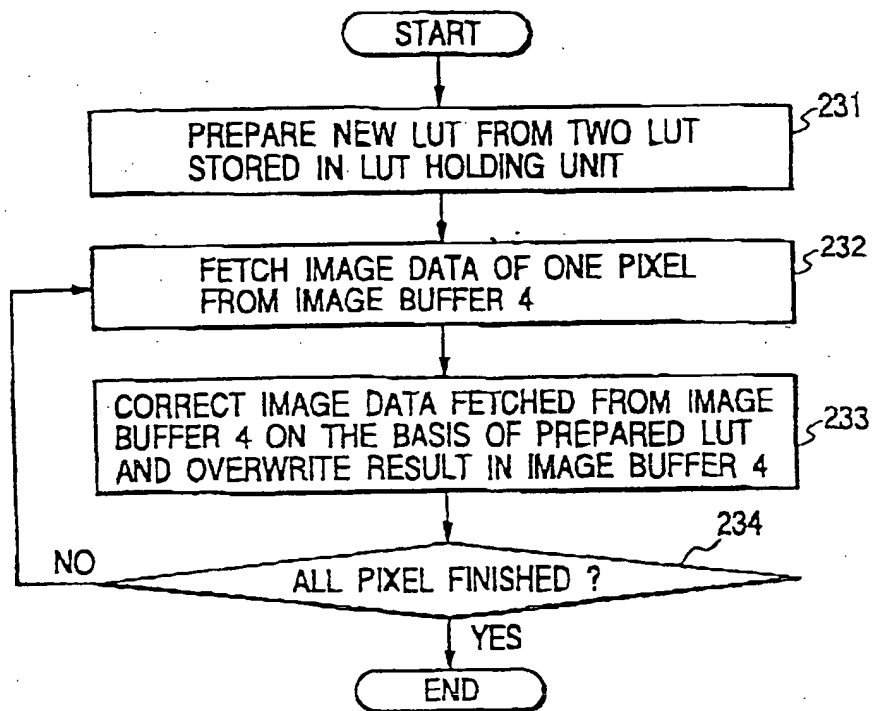 START
231
PREPARE NEW LUT FROM TWO LUT
STORED IN LUT HOLDING UNIT
232
FETCH IMAGE DATA OF ONE PIXEL
FROM IMAGE BUFFER 4
233
CORRECT IMAGE DATA FETCHED FROM IMAGE
BUFFER 4 ON THE BASIS OF PREPARED LUT
AND OVERWRITE RESULT IN IMAGE BUFFER 4
234
NO
ALL PIXEL FINISHED ?
YES
END